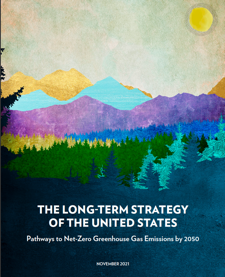 THE LONG-TERM STRATEGY
OF THE UNITED STATES
Pathways to Net-Zero Greenhouse Gas Emissions by 2050
NOVEMBER 2021